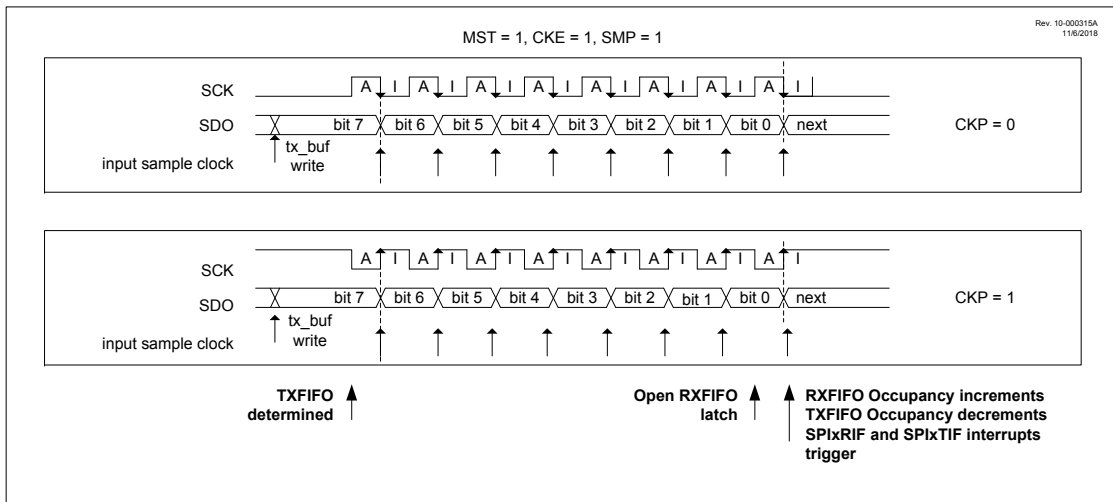 Rev. 10-000315A
11/6/2018
MST = 1, CKE = 1, SMP = 1
SCK A I A I A I A I A I A I A I A I
SDO bit 7 bit 6 bit 5 bit 4 bit 3 bit 2 bit 1 bit 0 next CKP = 0
tx_buf
write
input sample clock
SCK A I A I A I A I A I A I A I A I
SDO bit 7 bit 6 bit 5 bit 4 bit 3 bit 2 bit 1 bit 0 next CKP = 1
tx_buf
write
input sample clock
TXFIFO
determined
Open RXFIFO
latch
RXFIFO Occupancy increments
TXFIFO Occupancy decrements
SPIxRIF and SPIxTIF interrupts
trigger